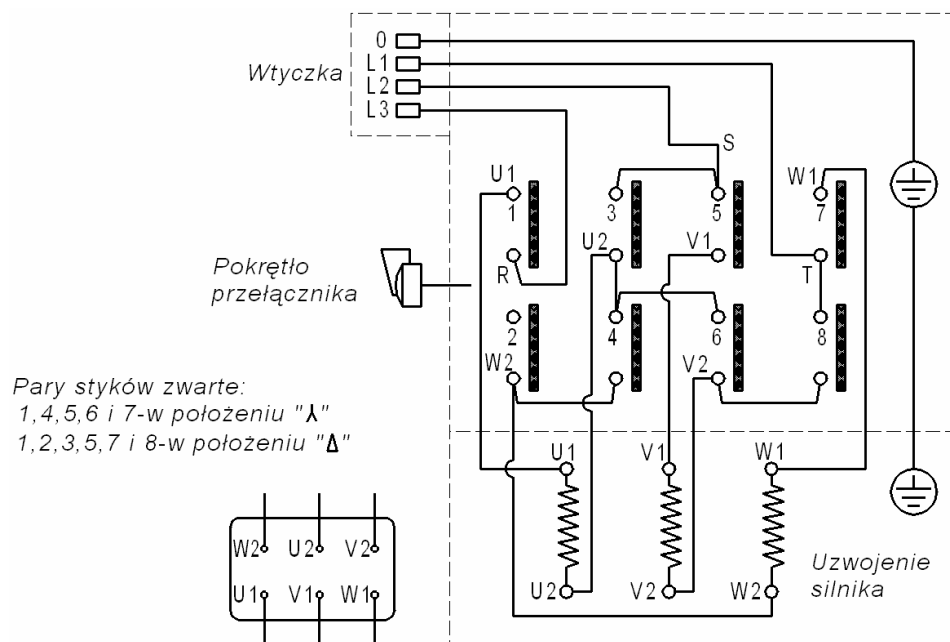 0
L1
Wtyczka
L2
L3
S
U1
W1
1
3
5
7
U2
V1
R
T
Pokrętło
przełącznika
2
4
6
8
W2
V2
Pary styków zwarte:
1,4,5,6 i 7-w położeniu "⅄"
1,2,3,5,7 i 8-w położeniu "Δ"
U1 V1 W1
W2 U2 V2
U1 V1 W1
Uzwojenie
silnika
U2 V2 W2